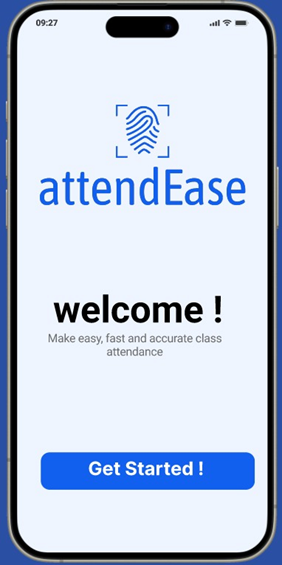 09:27
attendEase
welcome !
Make easy, fast and accurate class
attendance
Get Started !